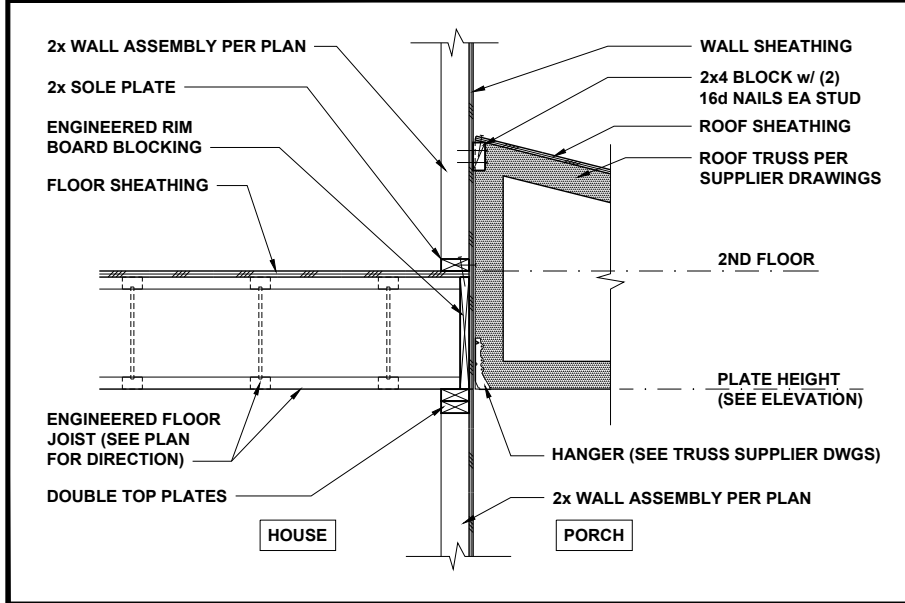 2x WALL ASSEMBLY PER PLAN
2x SOLE PLATE
ENGINEERED RIM
BOARD BLOCKING
FLOOR SHEATHING
ENGINEERED FLOOR
JOIST (SEE PLAN
FOR DIRECTION)
DOUBLE TOP PLATES
HOUSE
WALL SHEATHING
2x4 BLOCK w/ (2)
16d NAILS EA STUD
ROOF SHEATHING
ROOF TRUSS PER
SUPPLIER DRAWINGS
2ND FLOOR
PLATE HEIGHT
(SEE ELEVATION)
HANGER (SEE TRUSS SUPPLIER DWGS)
2x WALL ASSEMBLY PER PLAN
PORCH